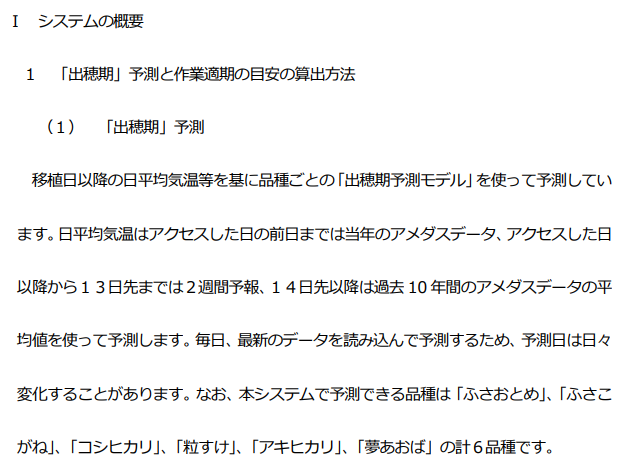 Ⅰ　システムの概要
１　「出穂期」予測と作業適期の目安の算出方法
（１）　「出穂期」予測
移植日以降の日平均気温等を基に品種ごとの「出穂期予測モデル」を使って予測してい
ます。日平均気温はアクセスした日の前日までは当年のアメダスデータ、アクセスした日
以降から１３日先までは２週間予報、１４日先以降は過去 10 年間のアメダスデータの平
均値を使って予測します。毎日、最新のデータを読み込んで予測するため、予測日は日々
変化することがあります。なお、本システムで予測できる品種は「ふさおとめ」、「ふさこ
がね」、「コシヒカリ」、「粒すけ」、「アキヒカリ」、「夢あおば」の計６品種です。